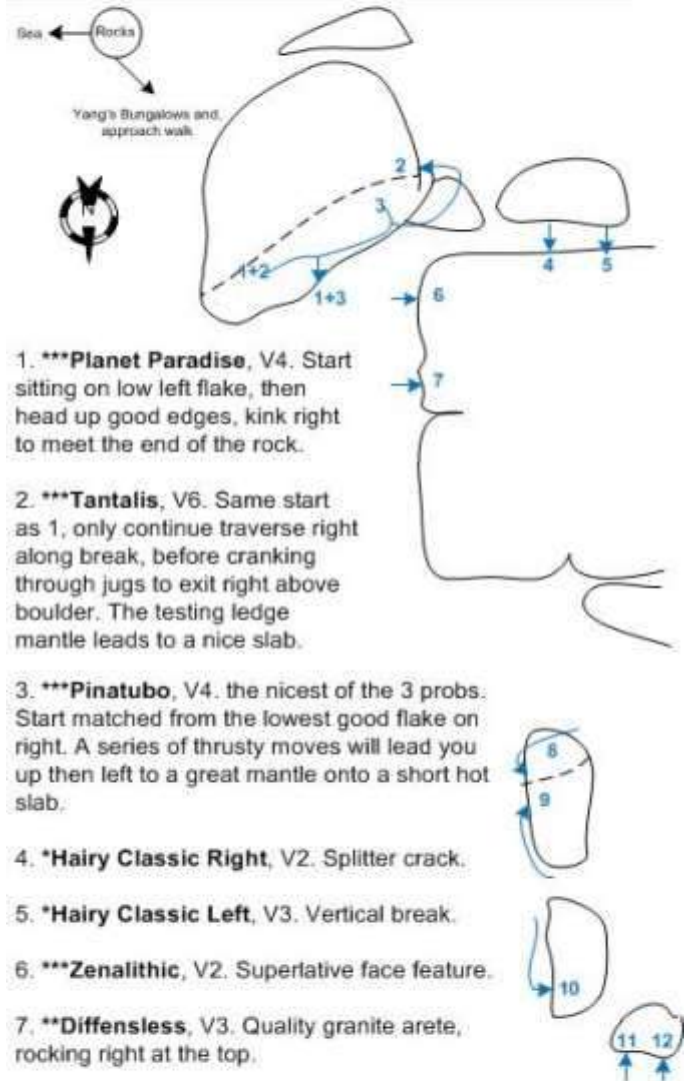 Sea
Rocks
Yang's Bungalows and,
approach walk
N
2
3
1+2
1+3
4
5
6
7
1. ***Planet Paradise, V4. Start
sitting on low left flake, then
head up good edges, kink right
to meet the end of the rock.
2. ***Tantalis, V6. Same start
as 1, only continue traverse right
along break, before cranking
through jugs to exit right above
boulder. The testing ledge
mantle leads to a nice slab.
3. ***Pinatubo, V4. the nicest of the 3 probs.
Start matched from the lowest good flake on
right. A series of thrusty moves will lead you
up then left to a great mantle onto a short hot
slab.
8
9
4. *Hairy Classic Right, V2. Splitter crack.
5. *Hairy Classic Left, V3. Vertical break.
6. ***Zenalithic, V2. Superlative face feature.
10
7. **Diffensless, V3. Quality granite arete,
rocking right at the top.
11 12